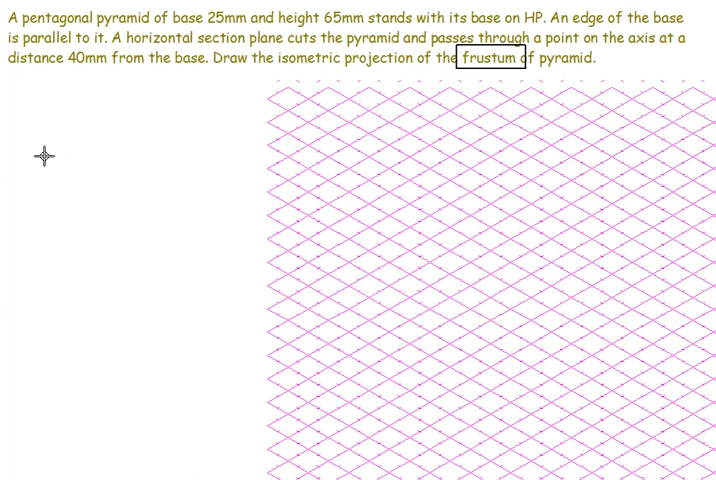 A pentagonal pyramid of base 25mm and height 65mm stands with its base on HP. An edge of the base
is parallel to it. A horizontal section plane cuts the pyramid and passes through a point on the axis at a
distance 40mm from the base. Draw the isometric projection of the frustum of pyramid.